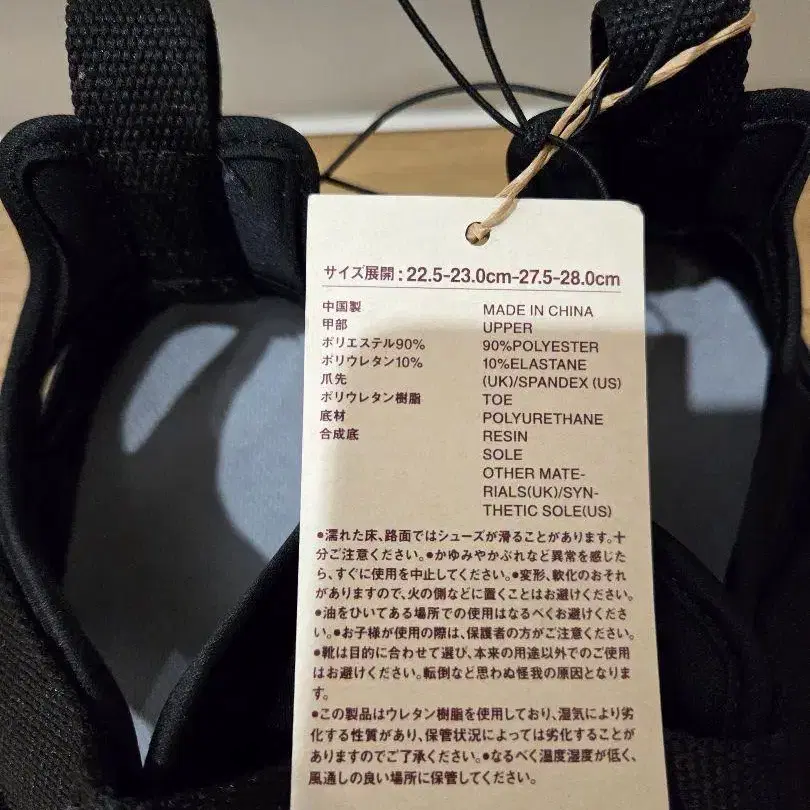 サイズ展開:22.5-23.0cm-27.5-28.0cm
中国製
甲部
ポリエステル90%
ポリウレタン10%
爪先
ポリウレタン樹脂
底材
合成底
MADE IN CHINA
UPPER
90%POLYESTER
10%ELASTANE
(UK)/SPANDEX (US)
TOE
POLYURETHANE
RESIN
SOLE
OTHER MATE-
RIALS(UK)/SYN-
THETIC SOLE(US)
●濡れた床、路面ではシューズが滑ることがあります。十
分ご注意ください。●かゆみやかぶれなど異常を感じた
ら、すぐに使用を中止してください。●変形、軟化のおそれ
がありますので、火の側などに置くことはお避けください。
●油をひいてある場所での使用はなるべくお避けくださ
い。●お子様が使用の際は、保護者の方がご注意ください。
●靴は目的に合わせて選び、本来の用途以外でのご使用
はお避けください。転倒など思わぬ怪我の原因となりま
す。
●この製品はウレタン樹脂を使用しており、湿気により劣
化する性質があり、保管状況によっては劣化することが
ありますのでご了承ください。●なるべく温度湿度が低く、
風通しの良い場所に保管してください。